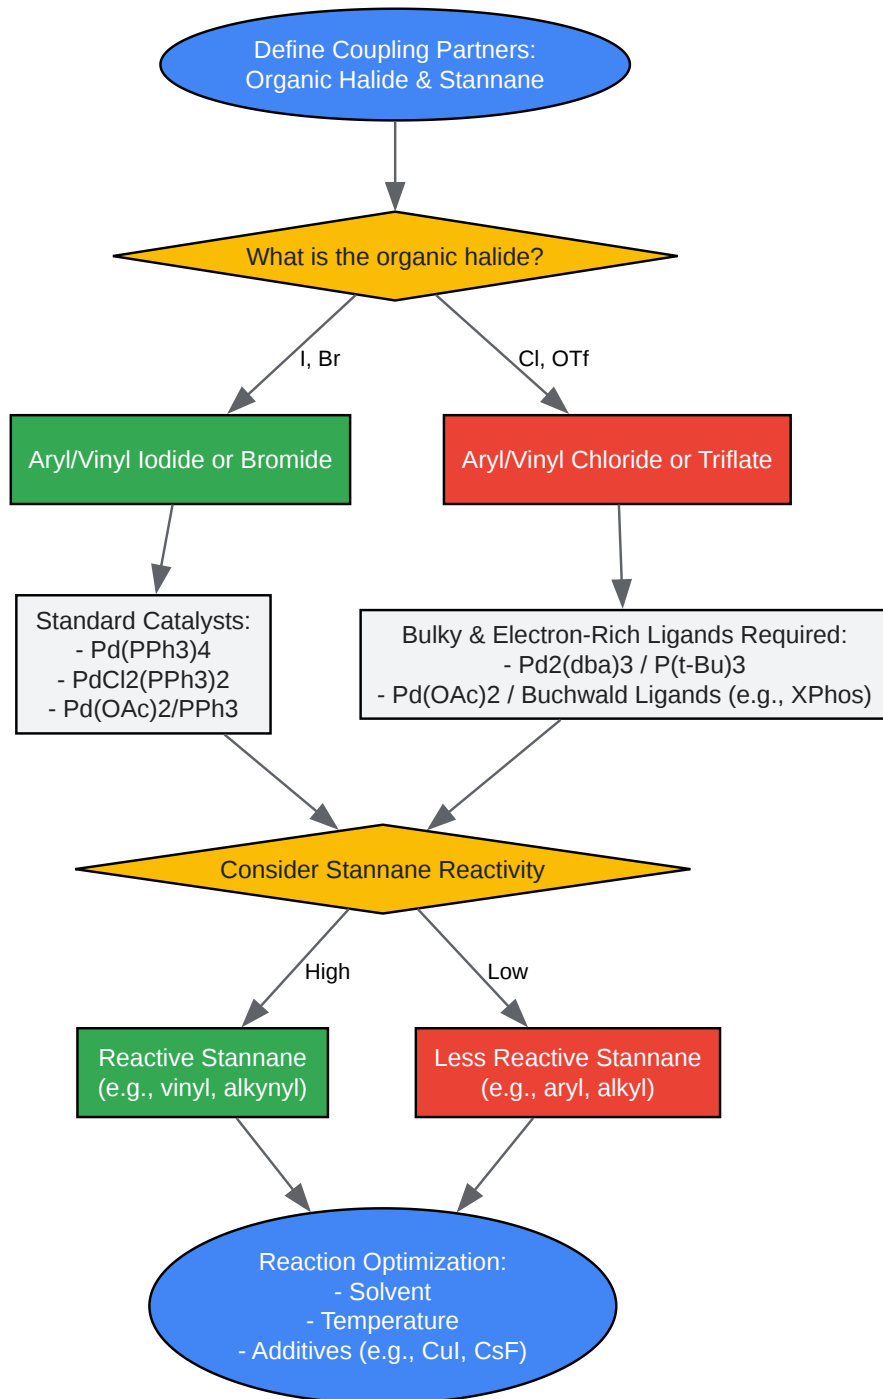 Define Coupling Partners:
Organic Halide & Stannane
What is the organic halide?
I, Br
Cl, OTf
Aryl/Vinyl Iodide or Bromide
Aryl/Vinyl Chloride or Triflate
Standard Catalysts:
- Pd(PPh3)4
- PdCl2(PPh3)2
- Pd(OAc)2/PPh3
Bulky & Electron-Rich Ligands Required:
- Pd2(dba)3 / P(t-Bu)3
- Pd(OAc)2 / Buchwald Ligands (e.g., XPhos)
Consider Stannane Reactivity
High
Low
Reactive Stannane
(e.g., vinyl, alkynyl)
Less Reactive Stannane
(e.g., aryl, alkyl)
Reaction Optimization:
- Solvent
- Temperature
- Additives (e.g., CuI, CsF)